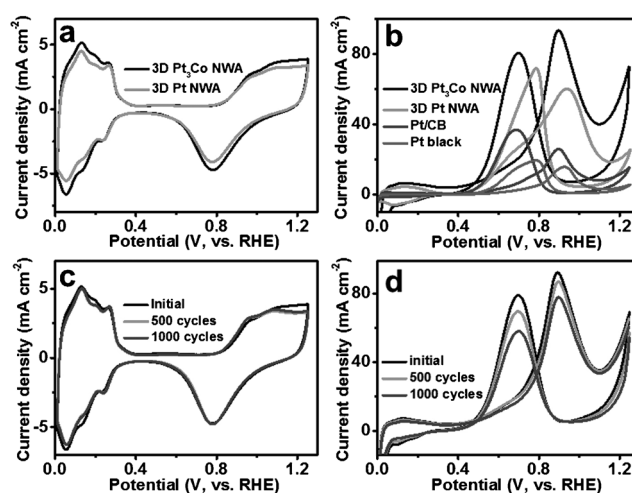 a
b
5
0
-5
Current density (mA cm⁻²)
3D Pt₃Co NWA
3D Pt NWA
0.0 0.4 0.8 1.2
Potential (V, vs. RHE)
80
40
0
Current density (mA cm⁻²)
3D Pt₃Co NWA
3D Pt NWA
Pt/CB
Pt black
0.0 0.4 0.8 1.2
Potential (V, vs. RHE)
c
d
5
0
-5
Current density (mA cm⁻²)
Initial
500 cycles
1000 cycles
0.0 0.4 0.8 1.2
Potential (V, vs. RHE)
80
40
0
Current density (mA cm⁻²)
initial
500 cycles
1000 cycles
0.0 0.4 0.8 1.2
Potential (V, vs. RHE)